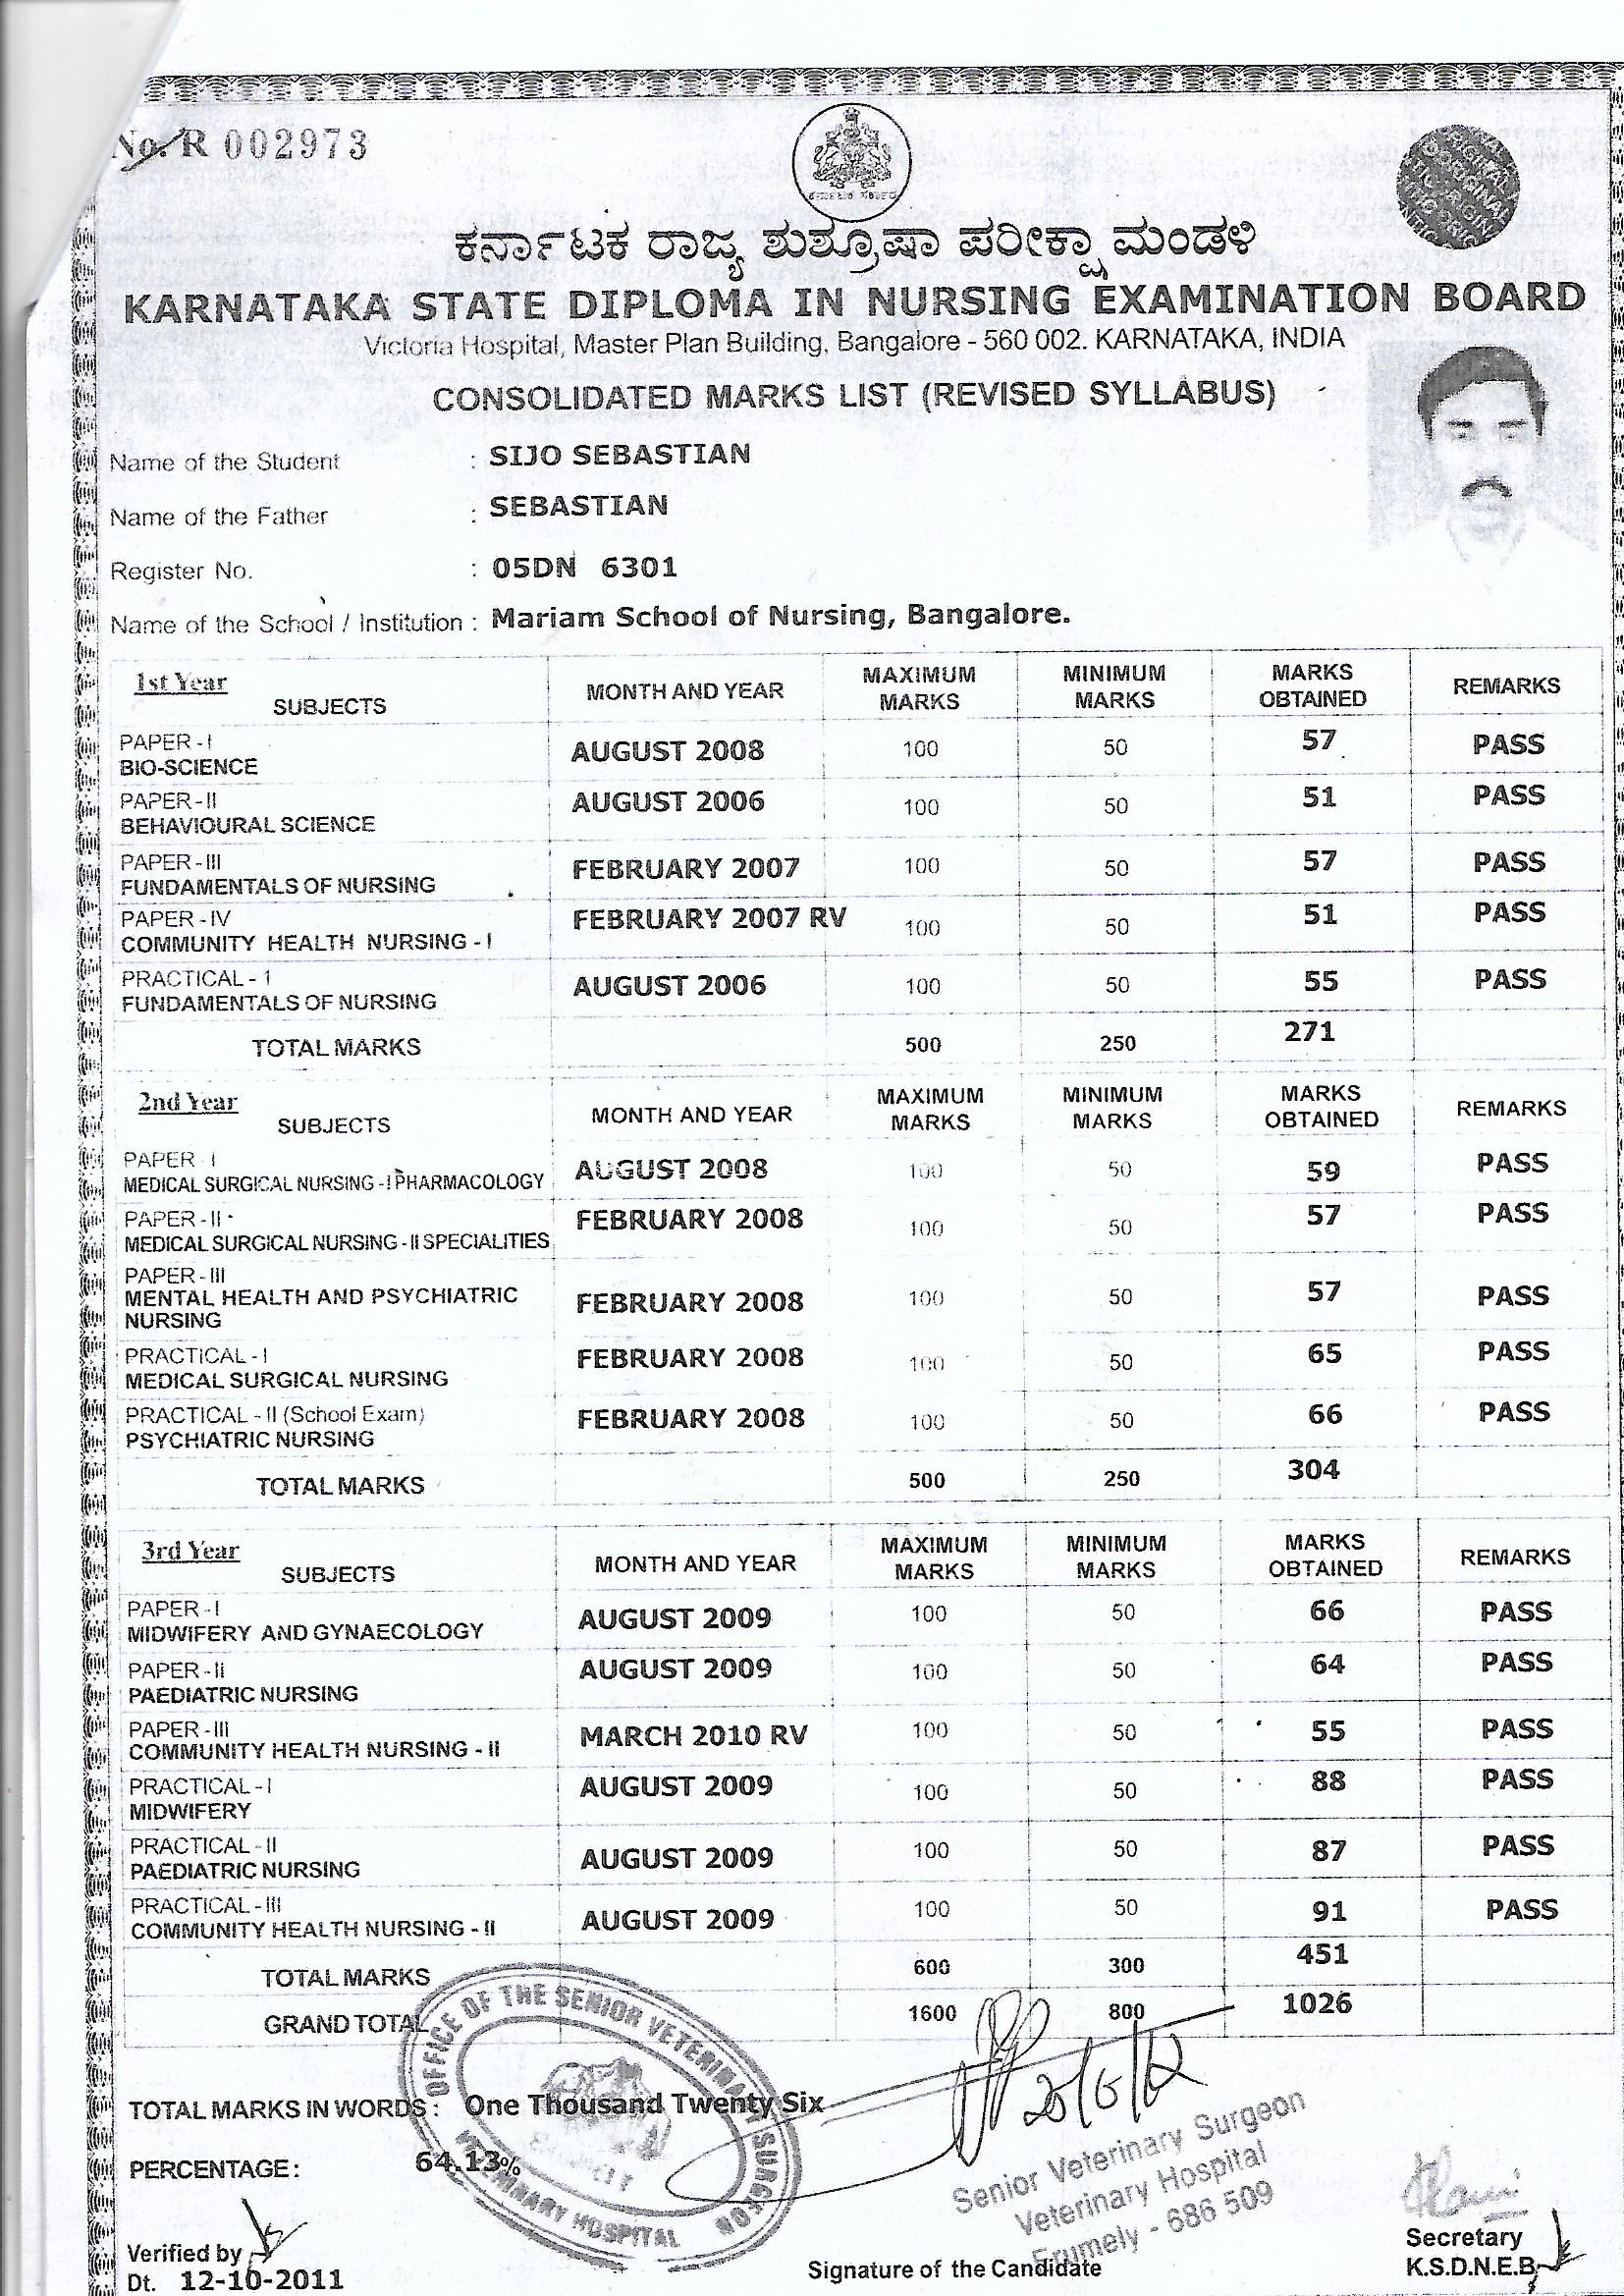 No. R 002973
ಕರ್ನಾಟಕ ರಾಜ್ಯ ಶುಶ್ರೂಷಾ ಪರೀಕ್ಷಾ ಮಂಡಳಿ
KARNATAKA STATE DIPLOMA IN NURSING EXAMINATION BOARD
Victoria Hospital, Master Plan Building, Bangalore - 560 002. KARNATAKA, INDIA
CONSOLIDATED MARKS LIST (REVISED SYLLABUS)
Name of the Student : SIJO SEBASTIAN
Name of the Father : SEBASTIAN
Register No. : 05DN 6301
Name of the School / Institution : Mariam School of Nursing, Bangalore.
1st Year SUBJECTS MONTH AND YEAR MAXIMUM MARKS MINIMUM MARKS MARKS OBTAINED REMARKS
PAPER - I
BIO-SCIENCE AUGUST 2008 100 50 57 PASS
PAPER - II
BEHAVIOURAL SCIENCE AUGUST 2006 100 50 51 PASS
PAPER - III
FUNDAMENTALS OF NURSING FEBRUARY 2007 100 50 57 PASS
PAPER - IV
COMMUNITY HEALTH NURSING - I FEBRUARY 2007 RV 100 50 51 PASS
PRACTICAL - 1
FUNDAMENTALS OF NURSING AUGUST 2006 100 50 55 PASS
TOTAL MARKS 500 250 271
2nd Year SUBJECTS MONTH AND YEAR MAXIMUM MARKS MINIMUM MARKS MARKS OBTAINED REMARKS
PAPER I
MEDICAL SURGICAL NURSING - I PHARMACOLOGY AUGUST 2008 100 50 59 PASS
PAPER - II
MEDICAL SURGICAL NURSING - II SPECIALITIES FEBRUARY 2008 100 50 57 PASS
PAPER - III
MENTAL HEALTH AND PSYCHIATRIC
NURSING FEBRUARY 2008 100 50 57 PASS
PRACTICAL - I
MEDICAL SURGICAL NURSING FEBRUARY 2008 100 50 65 PASS
PRACTICAL - II (School Exam)
PSYCHIATRIC NURSING FEBRUARY 2008 100 50 66 PASS
TOTAL MARKS 500 250 304
3rd Year SUBJECTS MONTH AND YEAR MAXIMUM MARKS MINIMUM MARKS MARKS OBTAINED REMARKS
PAPER - I
MIDWIFERY AND GYNAECOLOGY AUGUST 2009 100 50 66 PASS
PAPER - II
PAEDIATRIC NURSING AUGUST 2009 100 50 64 PASS
PAPER - III
COMMUNITY HEALTH NURSING - II MARCH 2010 RV 100 50 55 PASS
PRACTICAL - I
MIDWIFERY AUGUST 2009 100 50 88 PASS
PRACTICAL - II
PAEDIATRIC NURSING AUGUST 2009 100 50 87 PASS
PRACTICAL - III
COMMUNITY HEALTH NURSING - II AUGUST 2009 100 50 91 PASS
TOTAL MARKS 600 300 451
GRAND TOTAL 1600 800 1026
OFFICE OF THE SENIOR VETERINARY SURGEON
VETERINARY HOSPITAL
TOTAL MARKS IN WORDS : One Thousand Twenty Six
PERCENTAGE : 64.13%
Senior Veterinary Surgeon
Veterinary Hospital
Erumely - 686 509
Verified by
Dt. 12-10-2011
Signature of the Candidate
Secretary
K.S.D.N.E.B.